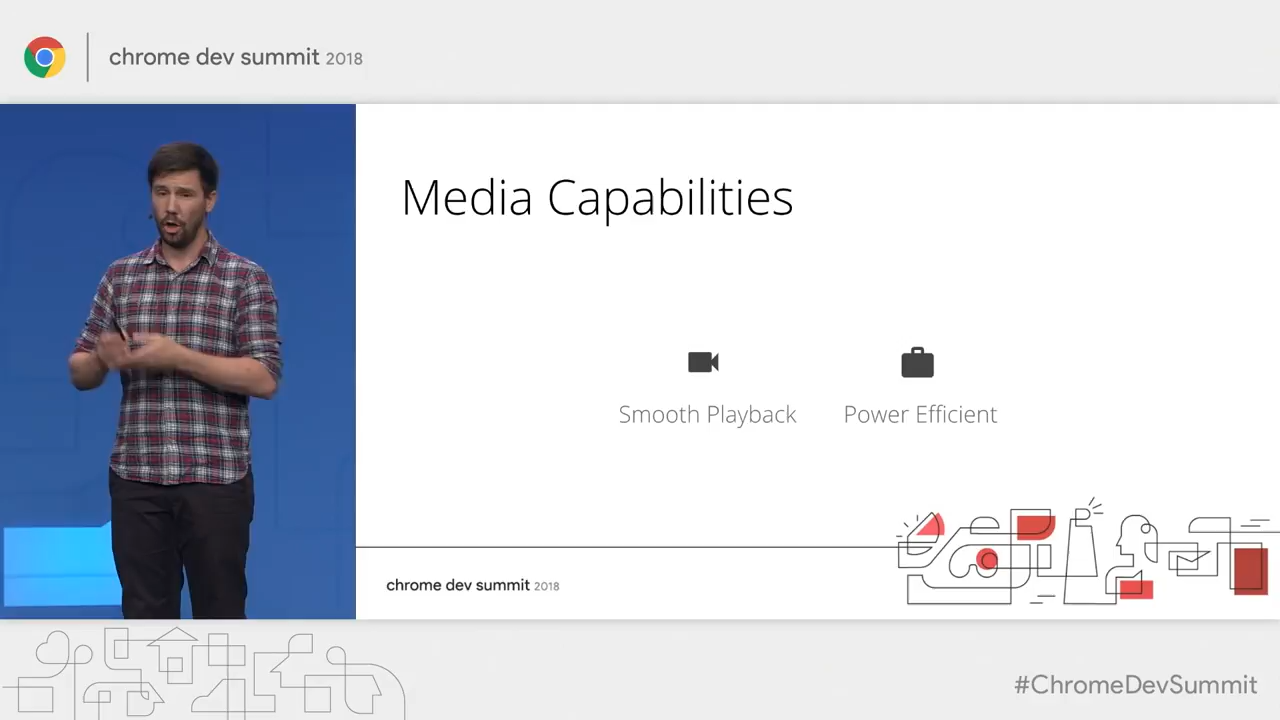 chrome dev summit 2018
Media Capabilities
Smooth Playback
Power Efficient
chrome dev summit 2018
#ChromeDevSummit